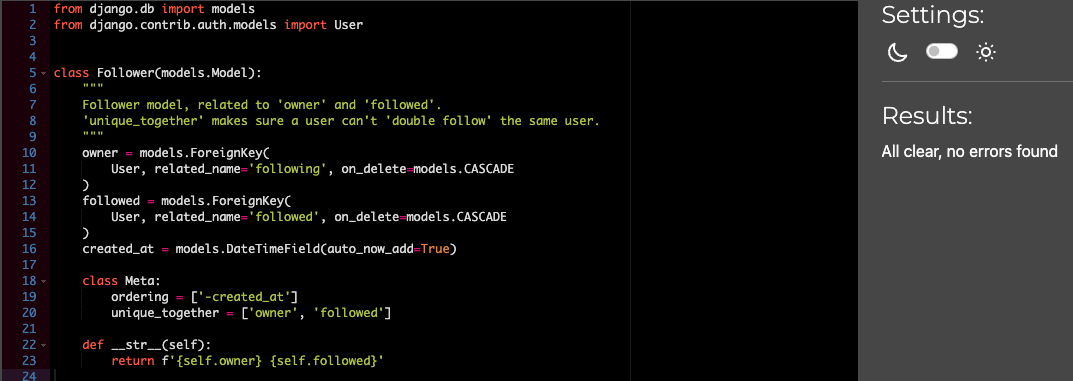 1 from django.db import models
2 from django.contrib.auth.models import User
3
4
5 class Follower(models.Model):
6     """
7     Follower model, related to 'owner' and 'followed'.
8     'unique_together' makes sure a user can't 'double follow' the same user.
9     """
10     owner = models.ForeignKey(
11         User, related_name='following', on_delete=models.CASCADE
12     )
13     followed = models.ForeignKey(
14         User, related_name='followed', on_delete=models.CASCADE
15     )
16     created_at = models.DateTimeField(auto_now_add=True)
17
18     class Meta:
19         ordering = ['-created_at']
20         unique_together = ['owner', 'followed']
21
22     def __str__(self):
23         return f'{self.owner} {self.followed}'
24
Settings:
Results:
All clear, no errors found